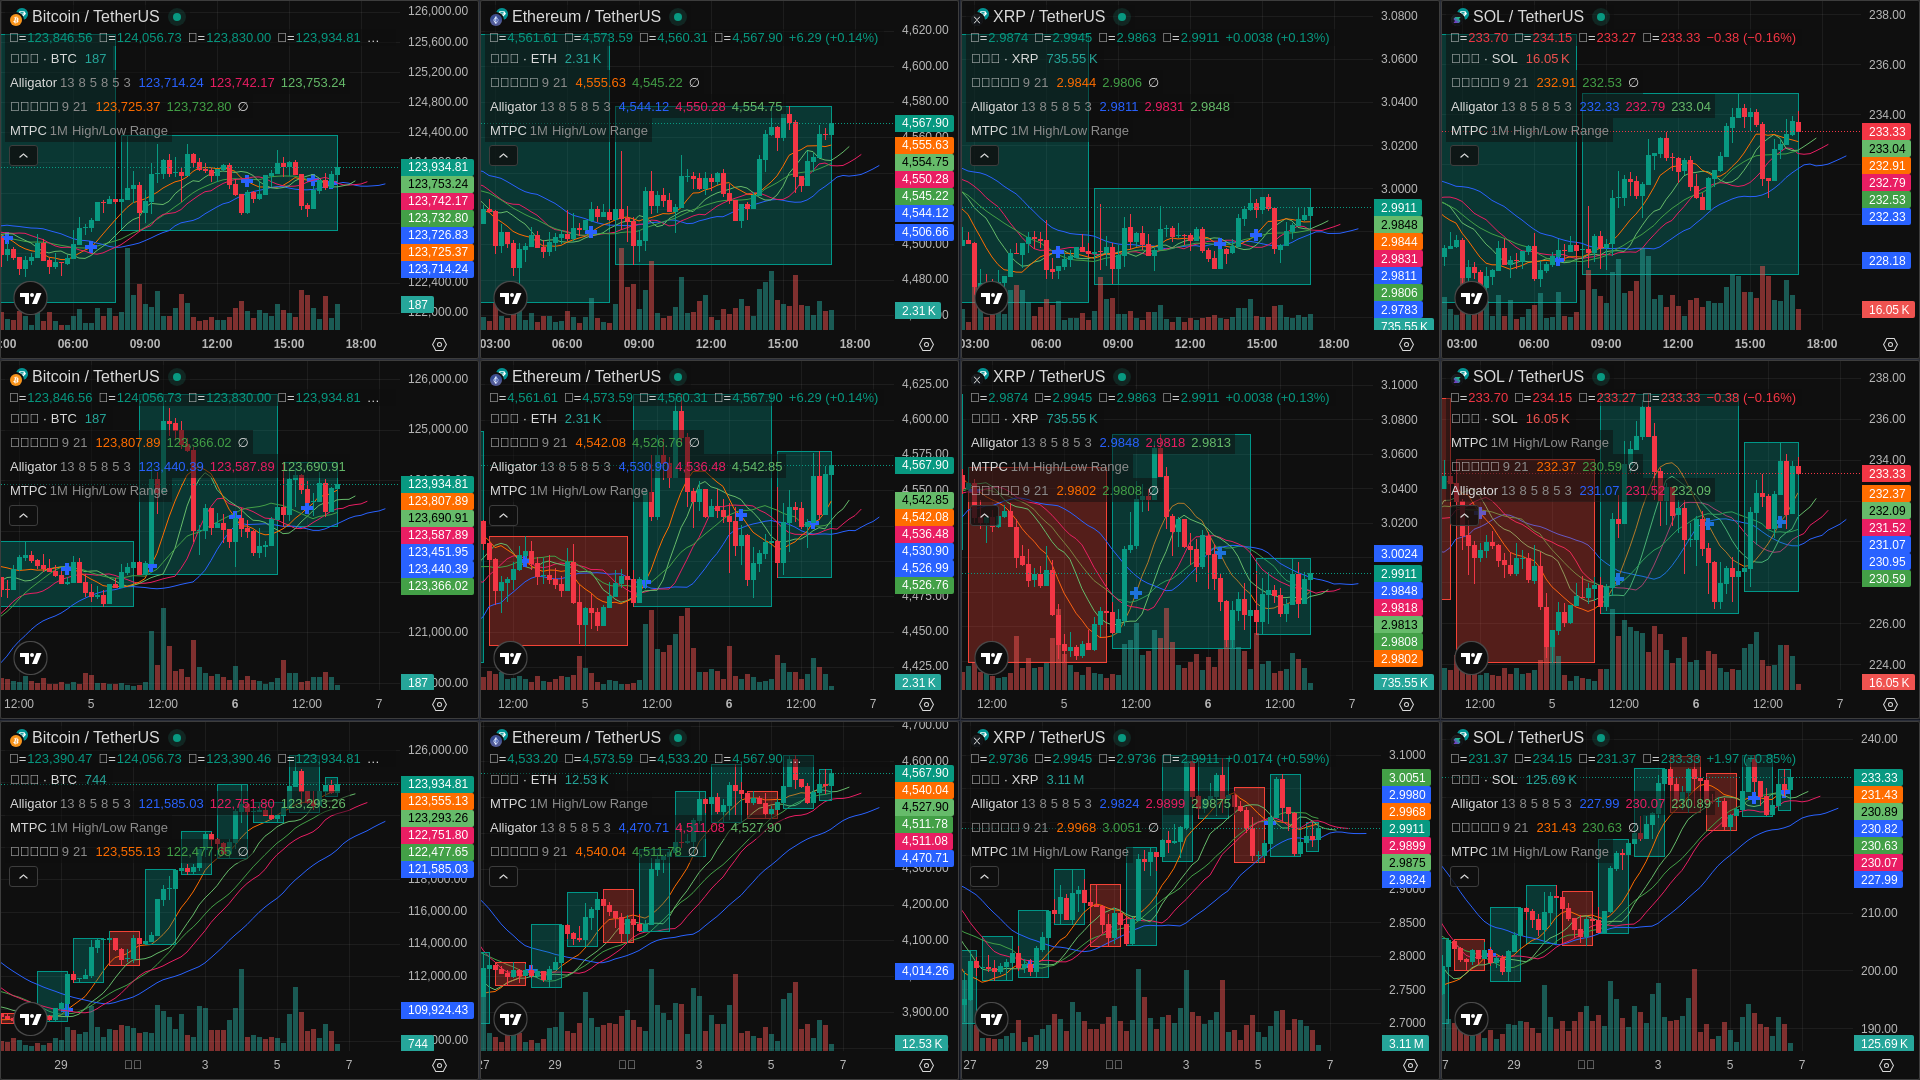 Bitcoin / TetherUS
□=123,846.56 □=124,056.73 □=123,830.00 □=123,934.81 ...
□□□ · BTC 187
Alligator 13 8 5 8 5 3 123,714.24 123,742.17 123,753.24
□□□□□ 9 21 123,725.37 123,732.80 ∅
MTPC 1M High/Low Range
126,000.00
125,600.00
125,200.00
124,800.00
124,400.00
123,934.81
123,753.24
123,742.17
123,732.80
123,726.83
123,725.37
123,714.24
122,400.00
187
:00 06:00 09:00 12:00 15:00 18:00
Ethereum / TetherUS
□=4,561.61 □=4,573.59 □=4,560.31 □=4,567.90 +6.29 (+0.14%)
□□□ · ETH 2.31 K
□□□□□ 9 21 4,555.63 4,545.22 ∅
Alligator 13 8 5 8 5 3 4,544.12 4,550.28 4,554.75
MTPC 1M High/Low Range
4,620.00
4,600.00
4,580.00
4,567.90
4,560.00
4,555.63
4,554.75
4,550.28
4,545.22
4,544.12
4,506.66
4,500.00
4,480.00
2.31 K
03:00 06:00 09:00 12:00 15:00 18:00
XRP / TetherUS
□=2.9874 □=2.9945 □=2.9863 □=2.9911 +0.0038 (+0.13%)
□□□ · XRP 735.55 K
□□□□□ 9 21 2.9844 2.9806 ∅
Alligator 13 8 5 8 5 3 2.9811 2.9831 2.9848
MTPC 1M High/Low Range
3.0800
3.0600
3.0400
3.0200
3.0000
2.9911
2.9848
2.9844
2.9831
2.9811
2.9806
2.9783
735.55 K
03:00 06:00 09:00 12:00 15:00 18:00
SOL / TetherUS
□=233.70 □=234.15 □=233.27 □=233.33 −0.38 (−0.16%)
□□□ · SOL 16.05 K
□□□□□ 9 21 232.91 232.53 ∅
Alligator 13 8 5 8 5 3 232.33 232.79 233.04
MTPC 1M High/Low Range
238.00
236.00
234.00
233.33
233.04
232.91
232.79
232.53
232.33
228.18
16.05 K
03:00 06:00 09:00 12:00 15:00 18:00
Bitcoin / TetherUS
□=123,846.56 □=124,056.73 □=123,830.00 □=123,934.81 ...
□□□ · BTC 187
□□□□□ 9 21 123,807.89 123,366.02 ∅
Alligator 13 8 5 8 5 3 123,440.39 123,587.89 123,690.91
MTPC 1M High/Low Range
126,000.00
125,000.00
123,934.81
123,807.89
123,690.91
123,587.89
123,451.95
123,440.39
123,366.02
121,000.00
187
12:00 5 12:00 6 12:00 7
Ethereum / TetherUS
□=4,561.61 □=4,573.59 □=4,560.31 □=4,567.90 +6.29 (+0.14%)
□□□ · ETH 2.31 K
□□□□□ 9 21 4,542.08 4,526.76 ∅
Alligator 13 8 5 8 5 3 4,530.90 4,536.48 4,542.85
MTPC 1M High/Low Range
4,625.00
4,600.00
4,575.00
4,567.90
4,542.85
4,542.08
4,536.48
4,530.90
4,526.99
4,526.76
4,475.00
4,450.00
4,425.00
2.31 K
12:00 5 12:00 6 12:00 7
XRP / TetherUS
□=2.9874 □=2.9945 □=2.9863 □=2.9911 +0.0038 (+0.13%)
□□□ · XRP 735.55 K
Alligator 13 8 5 8 5 3 2.9848 2.9818 2.9813
MTPC 1M High/Low Range
□□□□□ 9 21 2.9802 2.9808 ∅
3.1000
3.0800
3.0600
3.0400
3.0200
3.0024
2.9911
2.9848
2.9818
2.9813
2.9808
2.9802
735.55 K
12:00 5 12:00 6 12:00 7
SOL / TetherUS
□=233.70 □=234.15 □=233.27 □=233.33 −0.38 (−0.16%)
□□□ · SOL 16.05 K
MTPC 1M High/Low Range
□□□□□ 9 21 232.37 230.59 ∅
Alligator 13 8 5 8 5 3 231.07 231.52 232.09
238.00
236.00
234.00
233.33
232.37
232.09
231.52
231.07
230.95
230.59
226.00
224.00
16.05 K
12:00 5 12:00 6 12:00 7
Bitcoin / TetherUS
□=123,390.47 □=124,056.73 □=123,390.46 □=123,934.81 ...
□□□ · BTC 744
Alligator 13 8 5 8 5 3 121,585.03 122,751.80 123,293.26
MTPC 1M High/Low Range
□□□□□ 9 21 123,555.13 122,477.65 ∅
126,000.00
123,934.81
123,555.13
123,293.26
122,751.80
122,477.65
121,585.03
118,000.00
116,000.00
114,000.00
112,000.00
109,924.43
744
29 □□ 3 5 7
Ethereum / TetherUS
□=4,533.20 □=4,573.59 □=4,533.20 □=4,567.90 ...
□□□ · ETH 12.53 K
MTPC 1M High/Low Range
Alligator 13 8 5 8 5 3 4,470.71 4,511.08 4,527.90
□□□□□ 9 21 4,540.04 4,511.78 ∅
4,700.00
4,600.00
4,567.90
4,540.04
4,527.90
4,511.78
4,511.08
4,470.71
4,300.00
4,200.00
4,100.00
4,014.26
3,900.00
12.53 K
27 29 □□ 3 5 7
XRP / TetherUS
□=2.9736 □=2.9945 □=2.9736 □=2.9911 +0.0174 (+0.59%)
□□□ · XRP 3.11 M
Alligator 13 8 5 8 5 3 2.9824 2.9899 2.9875
□□□□□ 9 21 2.9968 3.0051 ∅
MTPC 1M High/Low Range
3.1000
3.0051
2.9980
2.9968
2.9911
2.9899
2.9875
2.9824
2.9000
2.8500
2.8000
2.7500
2.7000
3.11 M
27 29 □□ 3 5 7
SOL / TetherUS
□=231.37 □=234.15 □=231.37 □=233.33 +1.97 (+0.85%)
□□□ · SOL 125.69 K
Alligator 13 8 5 8 5 3 227.99 230.07 230.89
□□□□□ 9 21 231.43 230.63 ∅
MTPC 1M High/Low Range
240.00
233.33
231.43
230.89
230.82
230.63
230.07
227.99
210.00
200.00
190.00
125.69 K
7 29 □□ 3 5 7